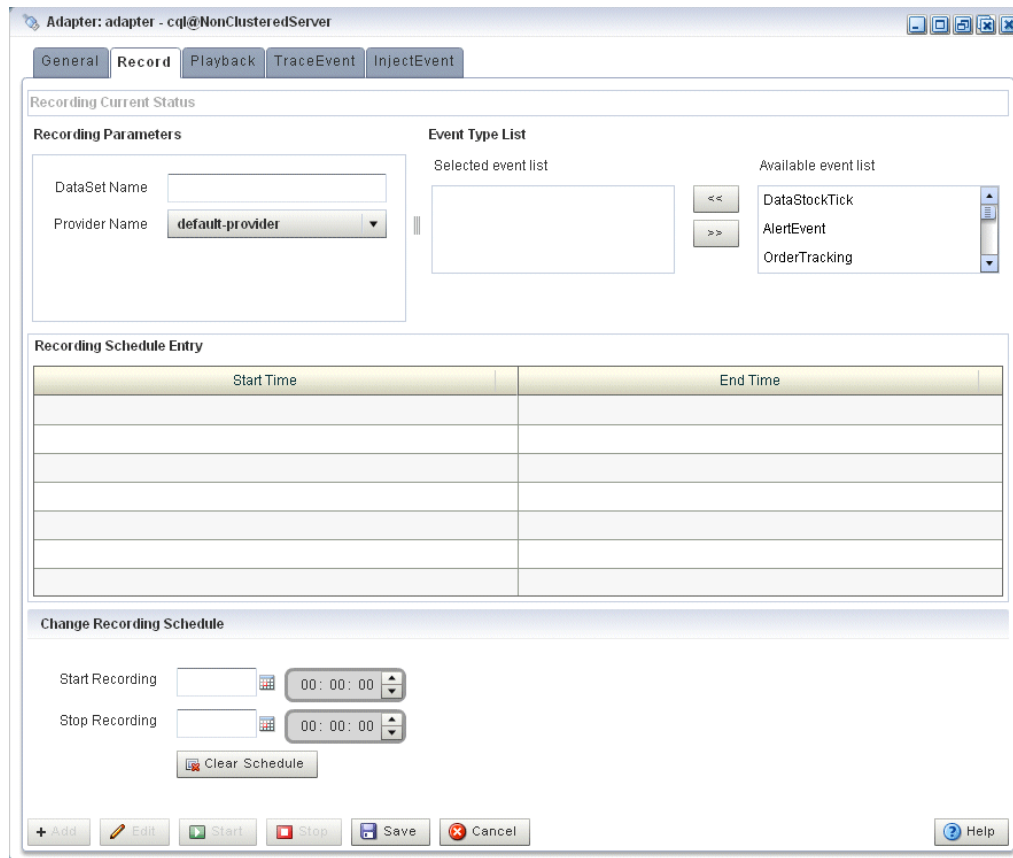 Adapter: adapter - cql@NonClusteredServer
General Record Playback TraceEvent InjectEvent
Recording Current Status
Recording Parameters
DataSet Name
Provider Name default-provider
Event Type List
Selected event list
<<
>>
Available event list
DataStockTick
AlertEvent
OrderTracking
Recording Schedule Entry
Start Time End Time
Change Recording Schedule
Start Recording 00: 00: 00
Stop Recording 00: 00: 00
Clear Schedule
+ Add Edit Start Stop Save Cancel ? Help